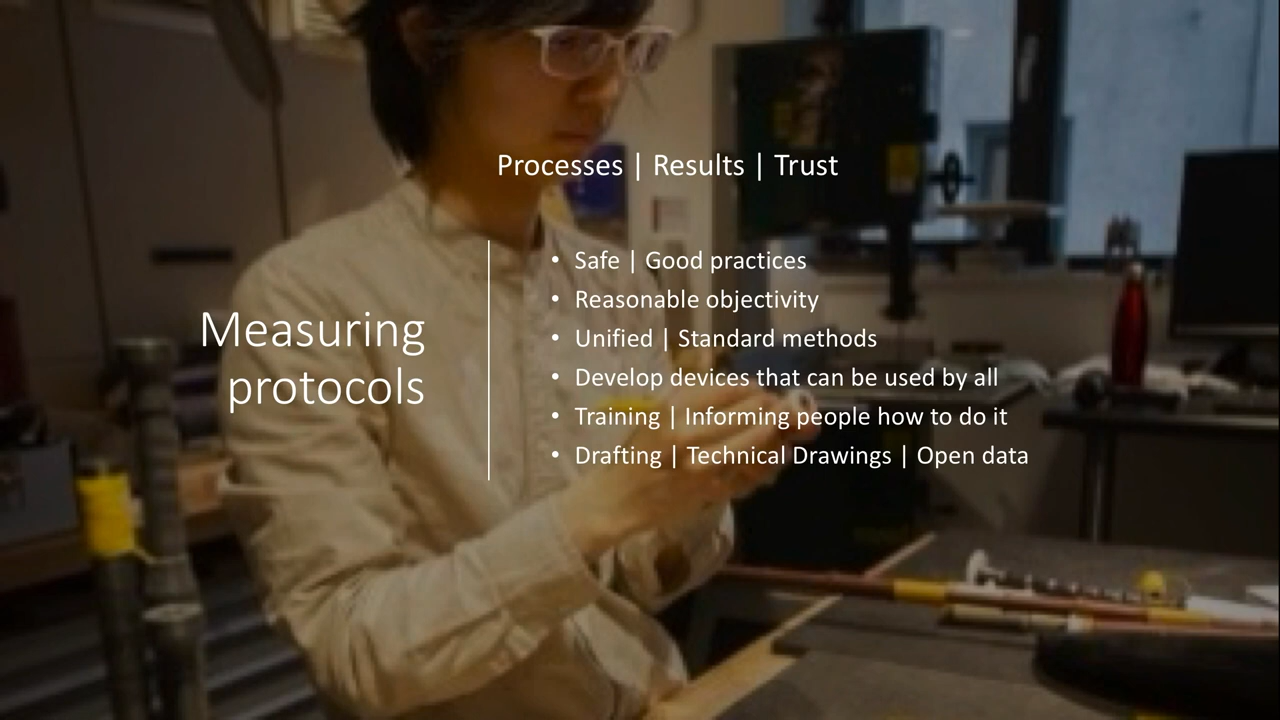 Processes | Results | Trust
Measuring
protocols
• Safe | Good practices
• Reasonable objectivity
• Unified | Standard methods
• Develop devices that can be used by all
• Training | Informing people how to do it
• Drafting | Technical Drawings | Open data